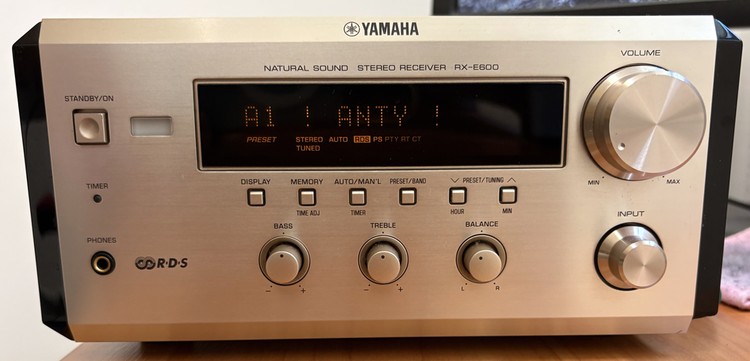 YAMAHA
VOLUME
NATURAL SOUND STEREO RECEIVER RX-E600
STANDBY/ON
A1 ! ANTY !
PRESET STEREO AUTO RDS PS PTY RT CT
TUNED
MIN MAX
TIMER
DISPLAY MEMORY AUTO/MAN'L PRESET/BAND PRESET/TUNING
TIME ADJ TIMER HOUR MIN
INPUT
BASS TREBLE BALANCE
PHONES
R·D·S
- + - + L R